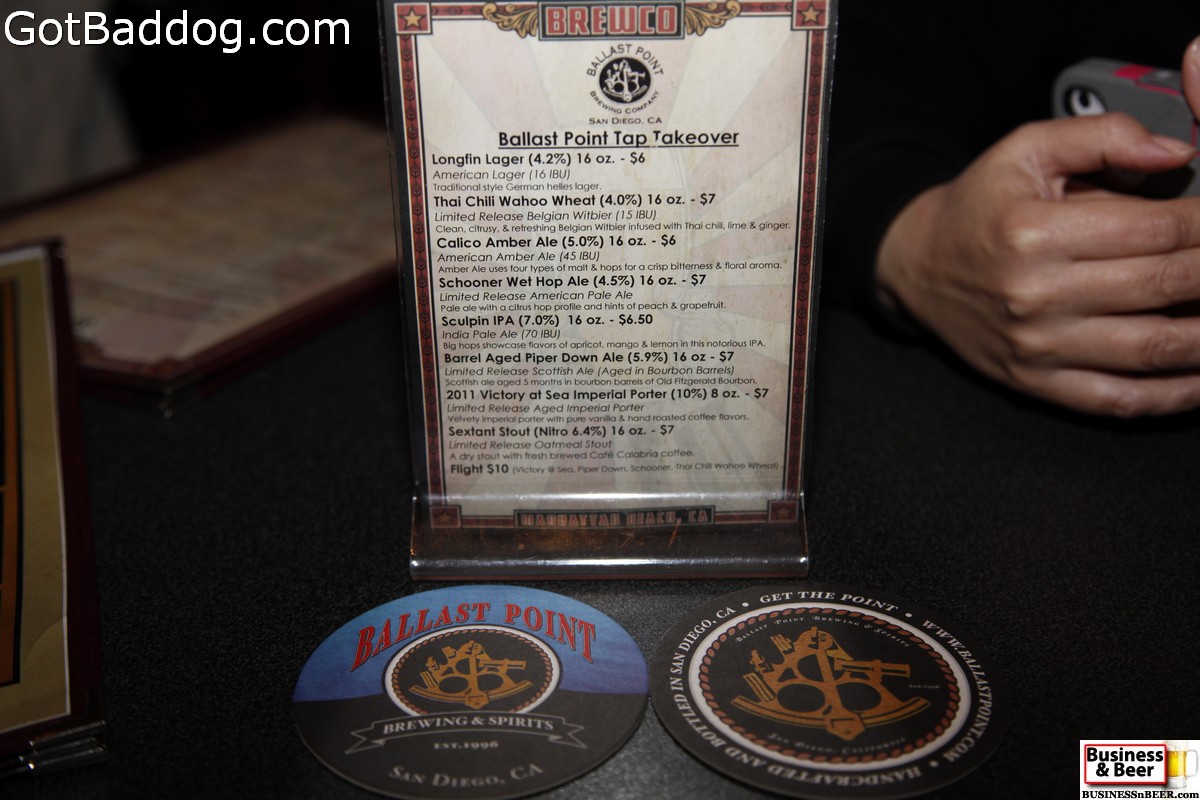 GotBaddog.com
BREWCO
BALLAST POINT
BREWING COMPANY
SAN DIEGO, CA
Ballast Point Tap Takeover
Longfin Lager (4.2%) 16 oz. - $6
American Lager (16 IBU)
Traditional style German helles lager.
Thai Chili Wahoo Wheat (4.0%) 16 oz. - $7
Limited Release Belgian Witbier (15 IBU)
Clean, citrusy, & refreshing Belgian Witbier infused with Thai chili, lime & ginger.
Calico Amber Ale (5.0%) 16 oz. - $6
American Amber Ale (45 IBU)
Amber Ale uses four types of malt & hops for a crisp bitterness & floral aroma.
Schooner Wet Hop Ale (4.5%) 16 oz. - $7
Limited Release American Pale Ale
Pale ale with a citrus hop profile and hints of peach & grapefruit.
Sculpin IPA (7.0%) 16 oz. - $6.50
India Pale Ale (70 IBU)
Big hops showcase flavors of apricot, mango & lemon in this notorious IPA.
Barrel Aged Piper Down Ale (5.9%) 16 oz - $7
Limited Release Scottish Ale (Aged in Bourbon Barrels)
Scottish ale aged 5 months in bourbon barrels of Old Fitzgerald Bourbon.
2011 Victory at Sea Imperial Porter (10%) 8 oz. - $7
Limited Release Aged Imperial Porter
Velvety imperial porter with pure vanilla & hand roasted coffee flavors.
Sextant Stout (Nitro 6.4%) 16 oz. - $7
Limited Release Oatmeal Stout
A dry stout with fresh brewed Café Calabria coffee.
Flight $10 (Victory @ Sea, Piper Down, Schooner, Thai Chili Wahoo Wheat)
MANHATTAN BEACH, CA
BALLAST POINT
BREWING & SPIRITS
EST. 1996
SAN DIEGO, CA
HANDCRAFTED AND BOTTLED IN SAN DIEGO, CA • GET THE POINT • WWW.BALLASTPOINT.COM •
BALLAST POINT BREWING & SPIRITS
EST. 1996
SAN DIEGO, CALIFORNIA
Business
& Beer
BUSINESSnBEER.com